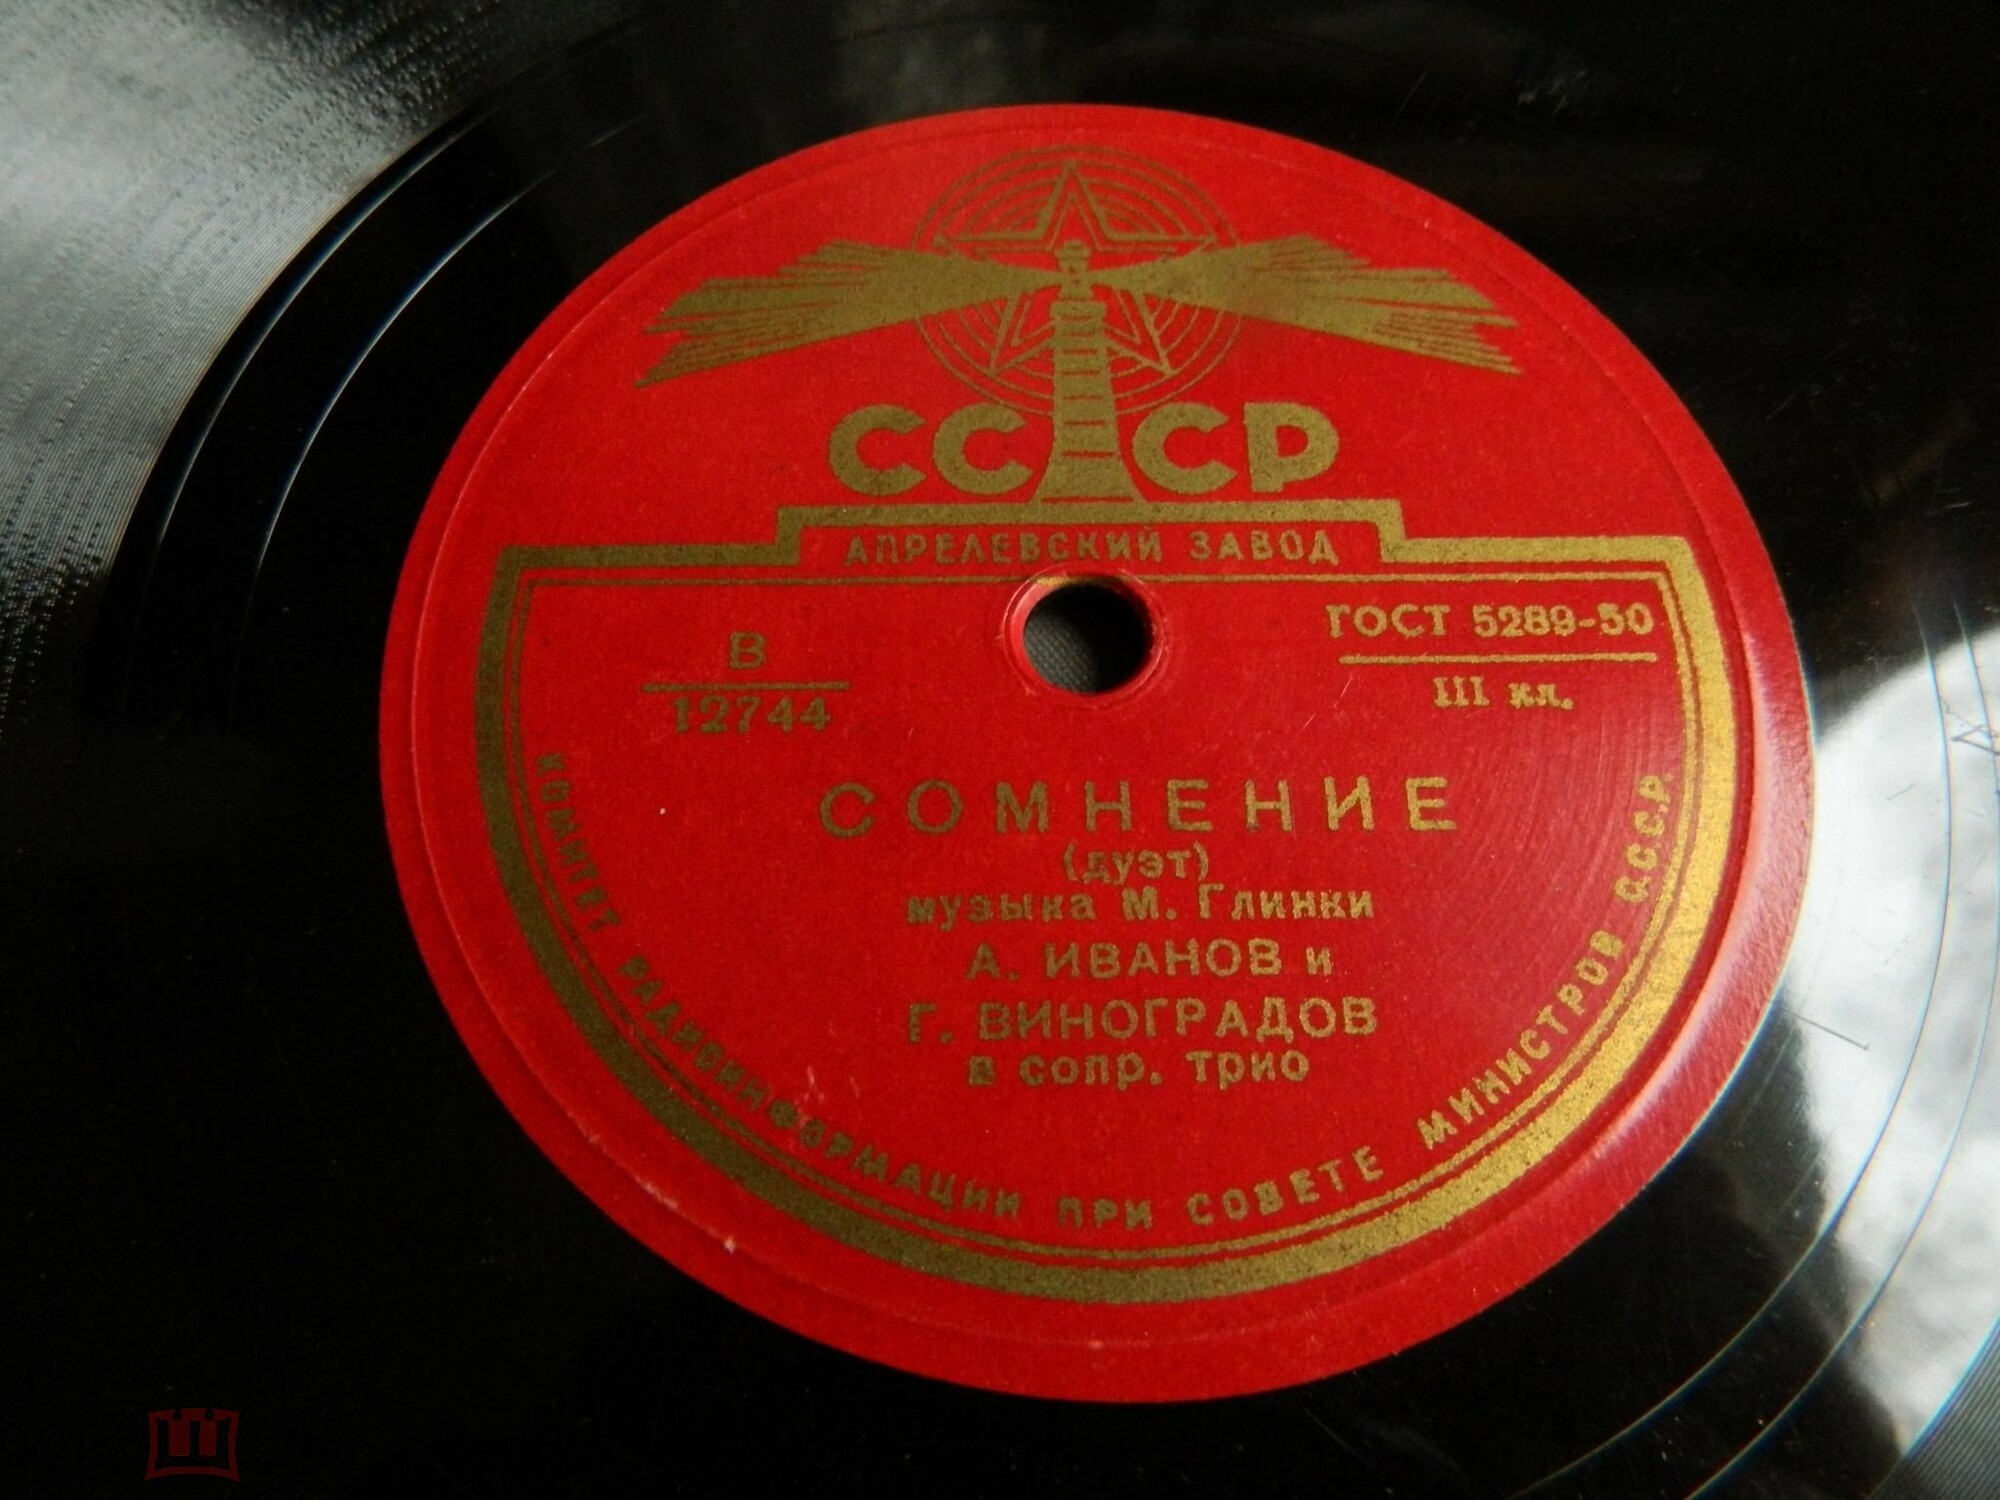 СССР
АПРЕЛЕВСКИЙ ЗАВОД
В
12744
ГОСТ 5289-50
III кл.
СОМНЕНИЕ
(дуэт)
музыка М. Глинки
А. ИВАНОВ и
Г. ВИНОГРАДОВ
в сопр. трио
КОМИТЕТ РАДИОИНФОРМАЦИИ ПРИ СОВЕТЕ МИНИСТРОВ СССР.